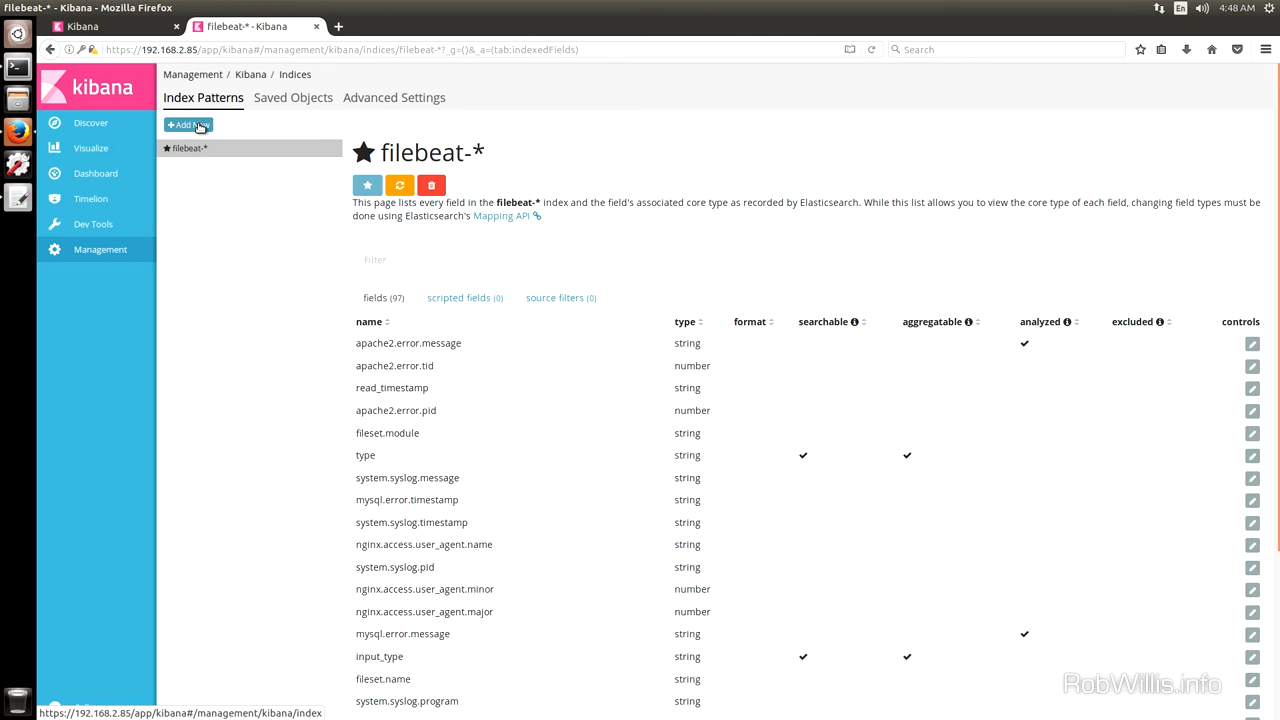 filebeat-* - Kibana - Mozilla Firefox
En
4:48 AM
Kibana
filebeat-* - Kibana
https://192.168.2.85/app/kibana#/management/kibana/indices/filebeat-*?_g=()&_a=(tab:indexedFields)
Search
kibana
Discover
Visualize
Dashboard
Timelion
Dev Tools
Management
Management / Kibana / Indices
Index Patterns Saved Objects Advanced Settings
+ Add
filebeat-*
filebeat-*
This page lists every field in the filebeat-* index and the field's associated core type as recorded by Elasticsearch. While this list allows you to view the core type of each field, changing field types must be
done using Elasticsearch's Mapping API
Filter
fields (97) scripted fields (0) source filters (0)
name type format searchable aggregatable analyzed excluded controls
apache2.error.message string
apache2.error.tid number
read_timestamp string
apache2.error.pid number
fileset.module string
type string
system.syslog.message string
mysql.error.timestamp string
system.syslog.timestamp string
nginx.access.user_agent.name string
system.syslog.pid string
nginx.access.user_agent.minor number
nginx.access.user_agent.major number
mysql.error.message string
input_type string
fileset.name string
system.syslog.program string
RobWillis.info
https://192.168.2.85/app/kibana#/management/kibana/index